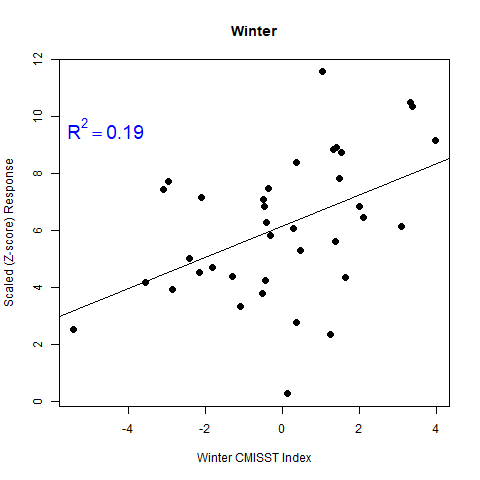 Winter
R² = 0.19
Scaled (Z-score) Response
12
10
8
6
4
2
0
-4 -2 0 2 4
Winter CMISST Index